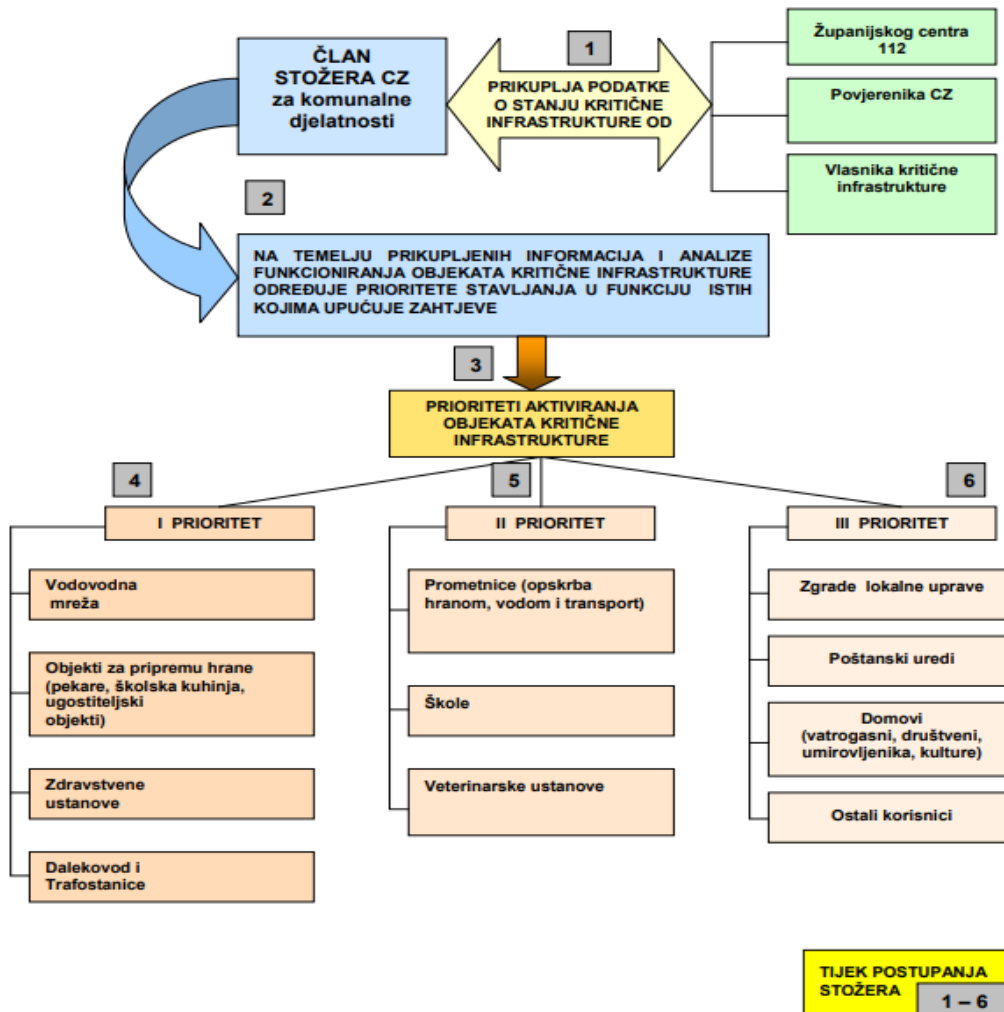 ČLAN
STOŽERA CZ
za komunalne
djelatnosti
1
PRIKUPLJA PODATKE
O STANJU KRITIČNE
INFRASTRUKTURE OD
Županijskog centra
112
Povjerenika CZ
Vlasnika kritične
infrastrukture
2
NA TEMELJU PRIKUPLJENIH INFORMACIJA I ANALIZE
FUNKCIONIRANJA OBJEKATA KRITIČNE INFRASTRUKTURE
ODREĐUJE PRIORITETE STAVLJANJA U FUNKCIJU ISTIH
KOJIMA UPUĆUJE ZAHTJEVE
3
PRIORITETI AKTIVIRANJA
OBJEKATA KRITIČNE
INFRASTRUKTURE
4
I PRIORITET
Vodovodna
mreža
Objekti za pripremu hrane
(pekare, školska kuhinja,
ugostiteljski
objekti)
Zdravstvene
ustanove
Dalekovod i
Trafostanice
5
II PRIORITET
Prometnice (opskrba
hranom, vodom i transport)
Škole
Veterinarske ustanove
6
III PRIORITET
Zgrade lokalne uprave
Poštanski uredi
Domovi
(vatrogasni, društveni,
umirovljenika, kulture)
Ostali korisnici
TIJEK POSTUPANJA
STOŽERA
1 – 6